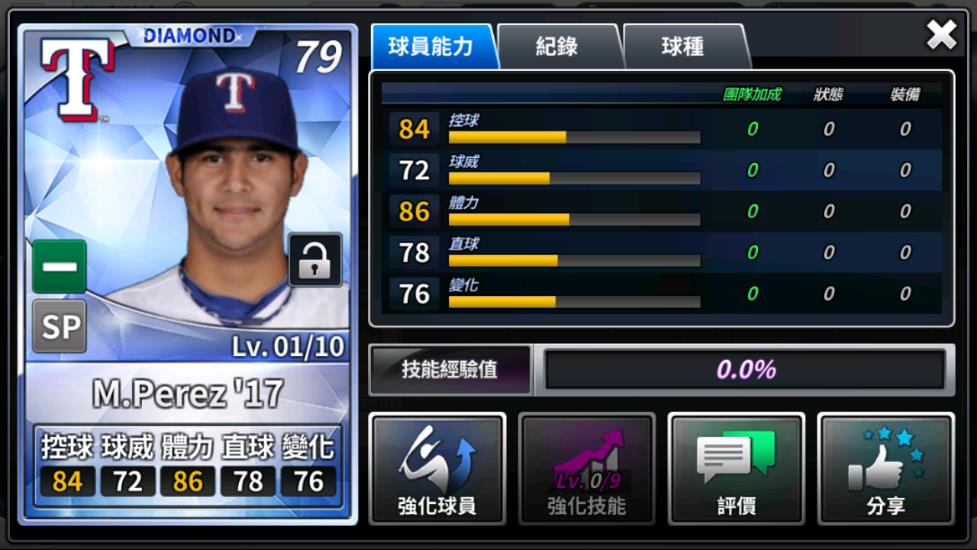 DIAMOND
T
TM
79
T
SP
Lv. 01/10
M.Perez '17
控球 球威 體力 直球 變化
84 72 86 78 76
球員能力 紀錄 球種
團隊加成 狀態 裝備
84 控球 0 0 0
72 球威 0 0 0
86 體力 0 0 0
78 直球 0 0 0
76 變化 0 0 0
技能經驗值 0.0%
Lv.0/9
強化球員 強化技能 評價 分享